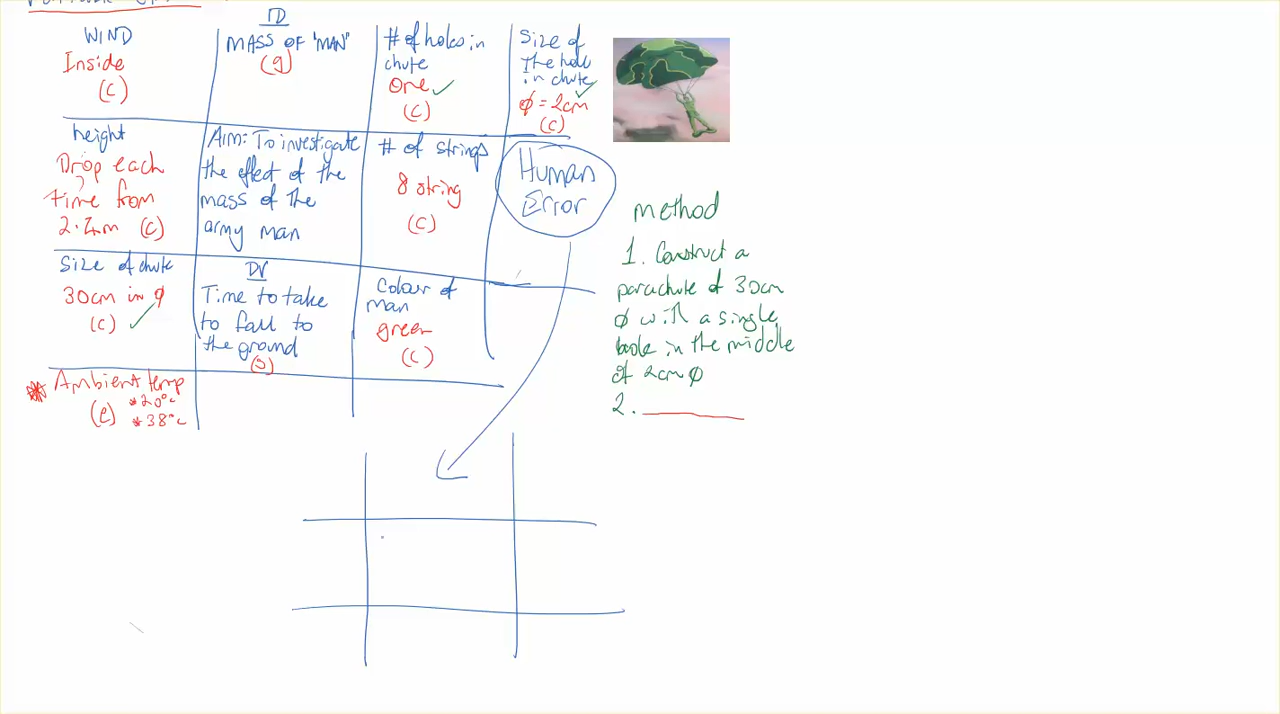 WIND
Inside
(c)
ID
MASS OF 'MAN'
(g)
# of holes in
chute
One ✓
(c)
Size of
the hole
in chute
φ = 2cm ✓
(c)
height
Drop each
time from
2.2m (c)
Aim: To investigate
the effect of the
mass of the
army man
# of strings
8 string
(c)
Human
Error
Size of chute
30cm in φ
(c) ✓
DV
Time to take
to fall to
the ground
(s)
Colour of
man
green
(c)
Ambient temp
(e) *20°c
*38°c
method
1. Construct a
parachute of 30cm
φ with a single
hole in the middle
of 2cm φ
2.